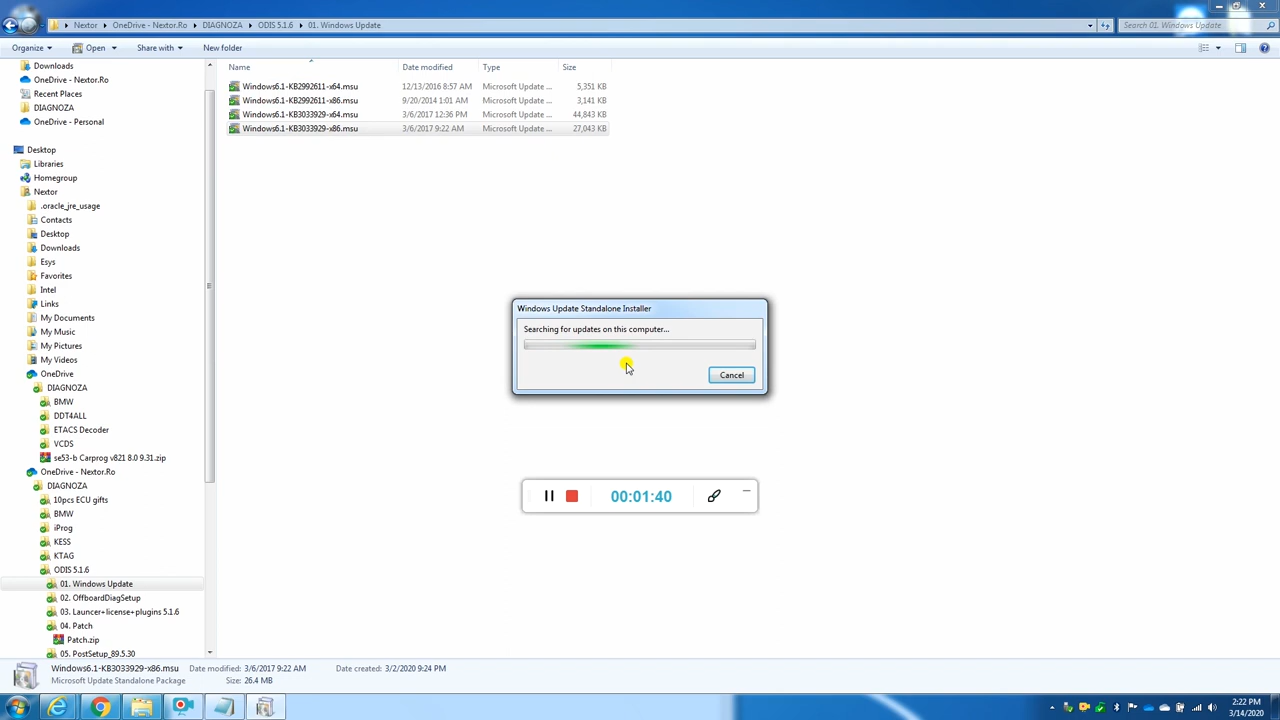 Nextor ▸ OneDrive - Nextor.Ro ▸ DIAGNOZA ▸ ODIS 5.1.6 ▸ 01. Windows Update
Search 01. Windows Update
Organize Open Share with New folder
Name Date modified Type Size
Windows6.1-KB2992611-x64.msu 12/13/2016 8:57 AM Microsoft Update ... 5,351 KB
Windows6.1-KB2992611-x86.msu 9/20/2014 1:01 AM Microsoft Update ... 3,141 KB
Windows6.1-KB3033929-x64.msu 3/6/2017 12:36 PM Microsoft Update ... 44,843 KB
Windows6.1-KB3033929-x86.msu 3/6/2017 9:22 AM Microsoft Update ... 27,043 KB
Downloads
OneDrive - Nextor.Ro
Recent Places
DIAGNOZA
OneDrive - Personal
Desktop
Libraries
Homegroup
Nextor
.oracle_jre_usage
Contacts
Desktop
Downloads
Esys
Favorites
Intel
Links
My Documents
My Music
My Pictures
My Videos
OneDrive
DIAGNOZA
BMW
DDT4ALL
ETACS Decoder
VCDS
se53-b Carprog v821 8.0 9.31.zip
OneDrive - Nextor.Ro
DIAGNOZA
10pcs ECU gifts
BMW
iProg
KESS
KTAG
ODIS 5.1.6
01. Windows Update
02. OffboardDiagSetup
03. Launcer+license+plugins 5.1.6
04. Patch
Patch.zip
05. PostSetup_89.5.30
Windows Update Standalone Installer
Searching for updates on this computer...
Cancel
00:01:40
Windows6.1-KB3033929-x86.msu Date modified: 3/6/2017 9:22 AM Date created: 3/2/2020 9:24 PM
Microsoft Update Standalone Package Size: 26.4 MB
2:22 PM
3/14/2020